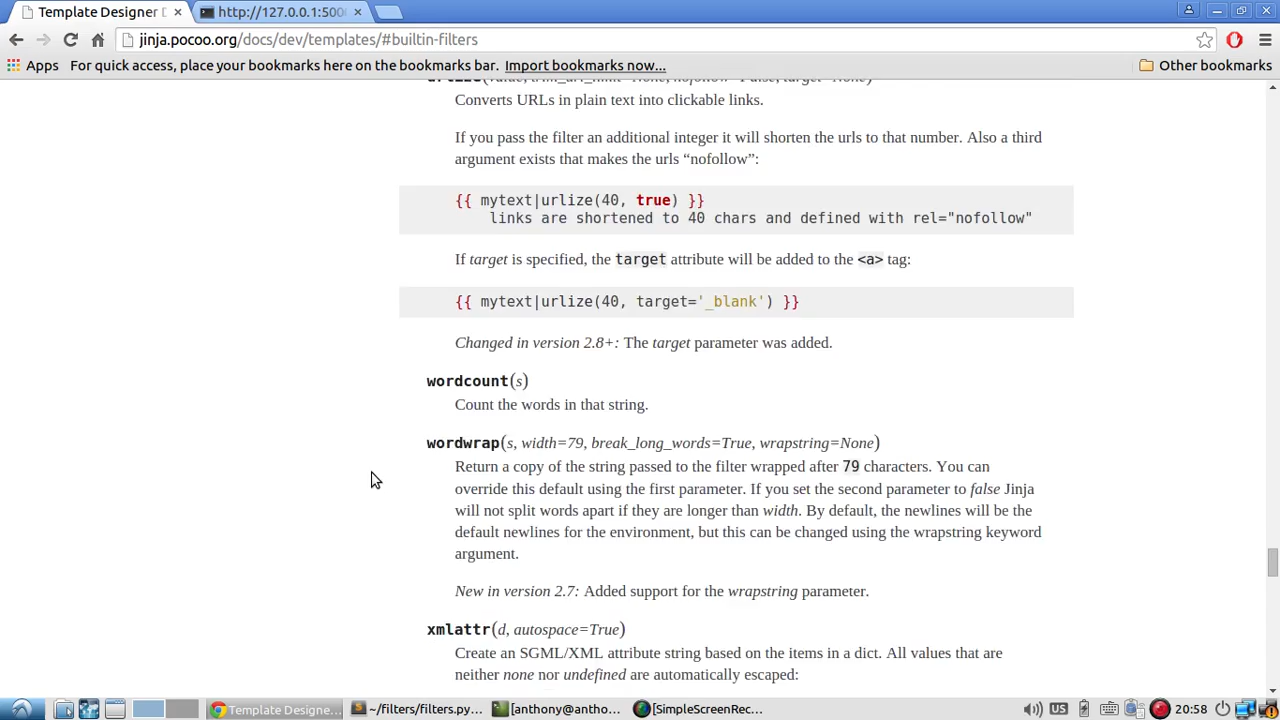 Template Designer D
http://127.0.0.1:500
jinja.pocoo.org/docs/dev/templates/#builtin-filters
Apps For quick access, place your bookmarks here on the bookmarks bar. Import bookmarks now... Other bookmarks
urlize(value, trim_url_limit=None, nofollow=False, target=None)
Converts URLs in plain text into clickable links.
If you pass the filter an additional integer it will shorten the urls to that number. Also a third
argument exists that makes the urls “nofollow”:
{{ mytext|urlize(40, true) }}
links are shortened to 40 chars and defined with rel="nofollow"
If target is specified, the target attribute will be added to the <a> tag:
{{ mytext|urlize(40, target='_blank') }}
Changed in version 2.8+: The target parameter was added.
wordcount(s)
Count the words in that string.
wordwrap(s, width=79, break_long_words=True, wrapstring=None)
Return a copy of the string passed to the filter wrapped after 79 characters. You can
override this default using the first parameter. If you set the second parameter to false Jinja
will not split words apart if they are longer than width. By default, the newlines will be the
default newlines for the environment, but this can be changed using the wrapstring keyword
argument.
New in version 2.7: Added support for the wrapstring parameter.
xmlattr(d, autospace=True)
Create an SGML/XML attribute string based on the items in a dict. All values that are
neither none nor undefined are automatically escaped:
Template Designe... ~/filters/filters.py... [anthony@antho... [SimpleScreenRec... US 20:58